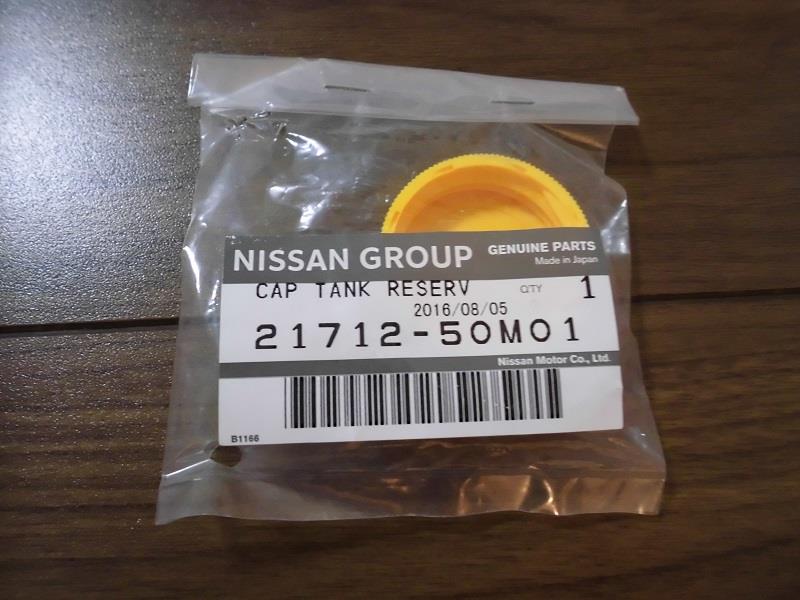 NISSAN GROUP GENUINE PARTS
Made in Japan
CAP TANK RESERV QTY 1
2016/08/05
21712-50M01
Nissan Motor Co., Ltd.
B1166